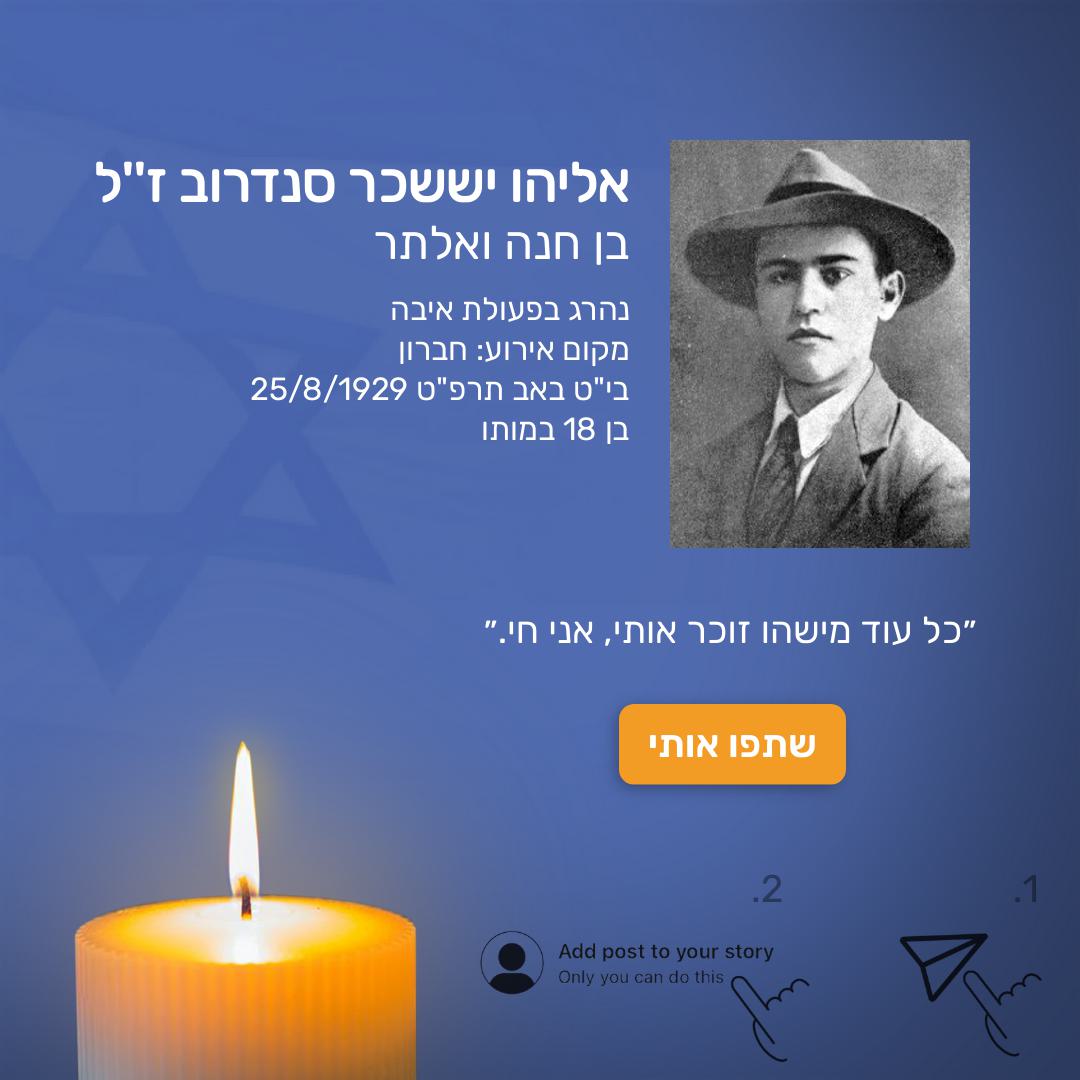 אליהו יששכר סנדרוב ז"ל
בן חנה ואלתר
נהרג בפעולת איבה
מקום אירוע: חברון
בי"ט באב תרפ"ט 25/8/1929
בן 18 במותו
״כל עוד מישהו זוכר אותי, אני חי.״
שתפו אותי
1.
2.
Add post to your story
Only you can do this